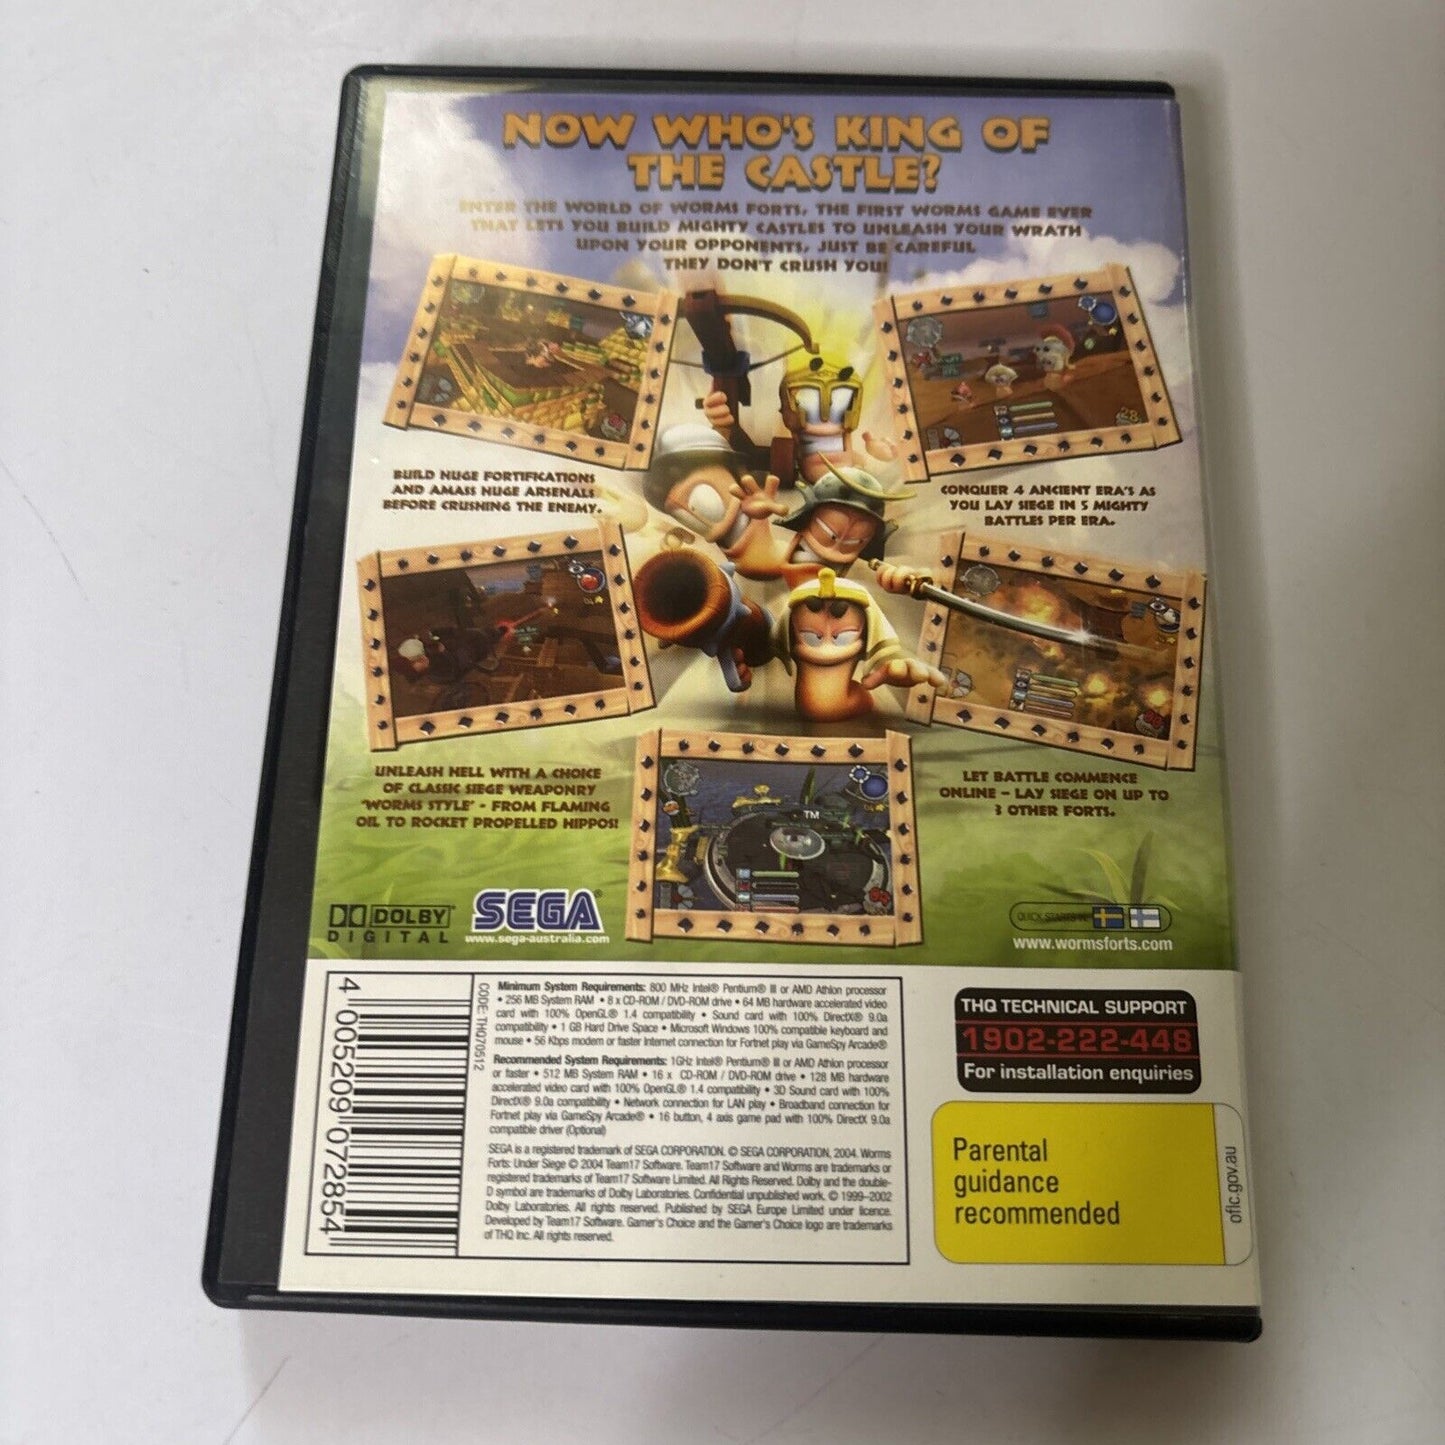 NOW WHO'S KING OF
THE CASTLE?
ENTER THE WORLD OF WORMS FORTS, THE FIRST WORMS GAME EVER
THAT LETS YOU BUILD MIGHTY CASTLES TO UNLEASH YOUR WRATH
UPON YOUR OPPONENTS, JUST BE CAREFUL
THEY DON'T CRUSH YOU!
BUILD HUGE FORTIFICATIONS
AND AMASS HUGE ARSENALS
BEFORE CRUSHING THE ENEMY.
CONQUER 4 ANCIENT ERA'S AS
YOU LAY SIEGE IN 5 MIGHTY
BATTLES PER ERA.
UNLEASH HELL WITH A CHOICE
OF CLASSIC SIEGE WEAPONRY
'WORMS STYLE' - FROM FLAMING
OIL TO ROCKET PROPELLED HIPPOS!
LET BATTLE COMMENCE
ONLINE – LAY SIEGE ON UP TO
3 OTHER FORTS.
TM
DOLBY
DIGITAL
SEGA®
www.sega-australia.com
www.wormsforts.com
4 005209 072854
CODE: THQ70512
Minimum System Requirements: 800 MHz Intel® Pentium® III or AMD Athlon processor
• 256 MB System RAM • 8 x CD-ROM / DVD-ROM drive • 64 MB hardware accelerated video
card with 100% OpenGL® 1.4 compatibility • Sound card with 100% DirectX® 9.0a
compatibility • 1 GB Hard Drive Space • Microsoft Windows 100% compatible keyboard and
mouse • 56 Kbps modem or faster Internet connection for Fortnet play via GameSpy Arcade®
Recommended System Requirements: 1GHz Intel® Pentium® III or AMD Athlon processor
or faster • 512 MB System RAM • 16 x CD-ROM / DVD-ROM drive • 128 MB hardware
accelerated video card with 100% OpenGL® 1.4 compatibility • 3D Sound card with 100%
DirectX® 9.0a compatibility • Network connection for LAN play • Broadband connection for
Fortnet play via GameSpy Arcade® • 16 button, 4 axis game pad with 100% DirectX 9.0a
compatible driver (Optional)
SEGA is a registered trademark of SEGA CORPORATION. © SEGA CORPORATION, 2004. Worms
Forts: Under Siege © 2004 Team17 Software. Team17 Software and Worms are trademarks or
registered trademarks of Team17 Software Limited. All Rights Reserved. Dolby and the double-
D symbol are trademarks of Dolby Laboratories. Confidential unpublished work. © 1999–2002
Dolby Laboratories. All rights reserved. Published by SEGA Europe Limited under licence.
Developed by Team17 Software. Gamer's Choice and the Gamer's Choice logo are trademarks
of THQ Inc. All rights reserved.
THQ TECHNICAL SUPPORT
1902-222-448
For installation enquiries
Parental
guidance
recommended
oflc.gov.au